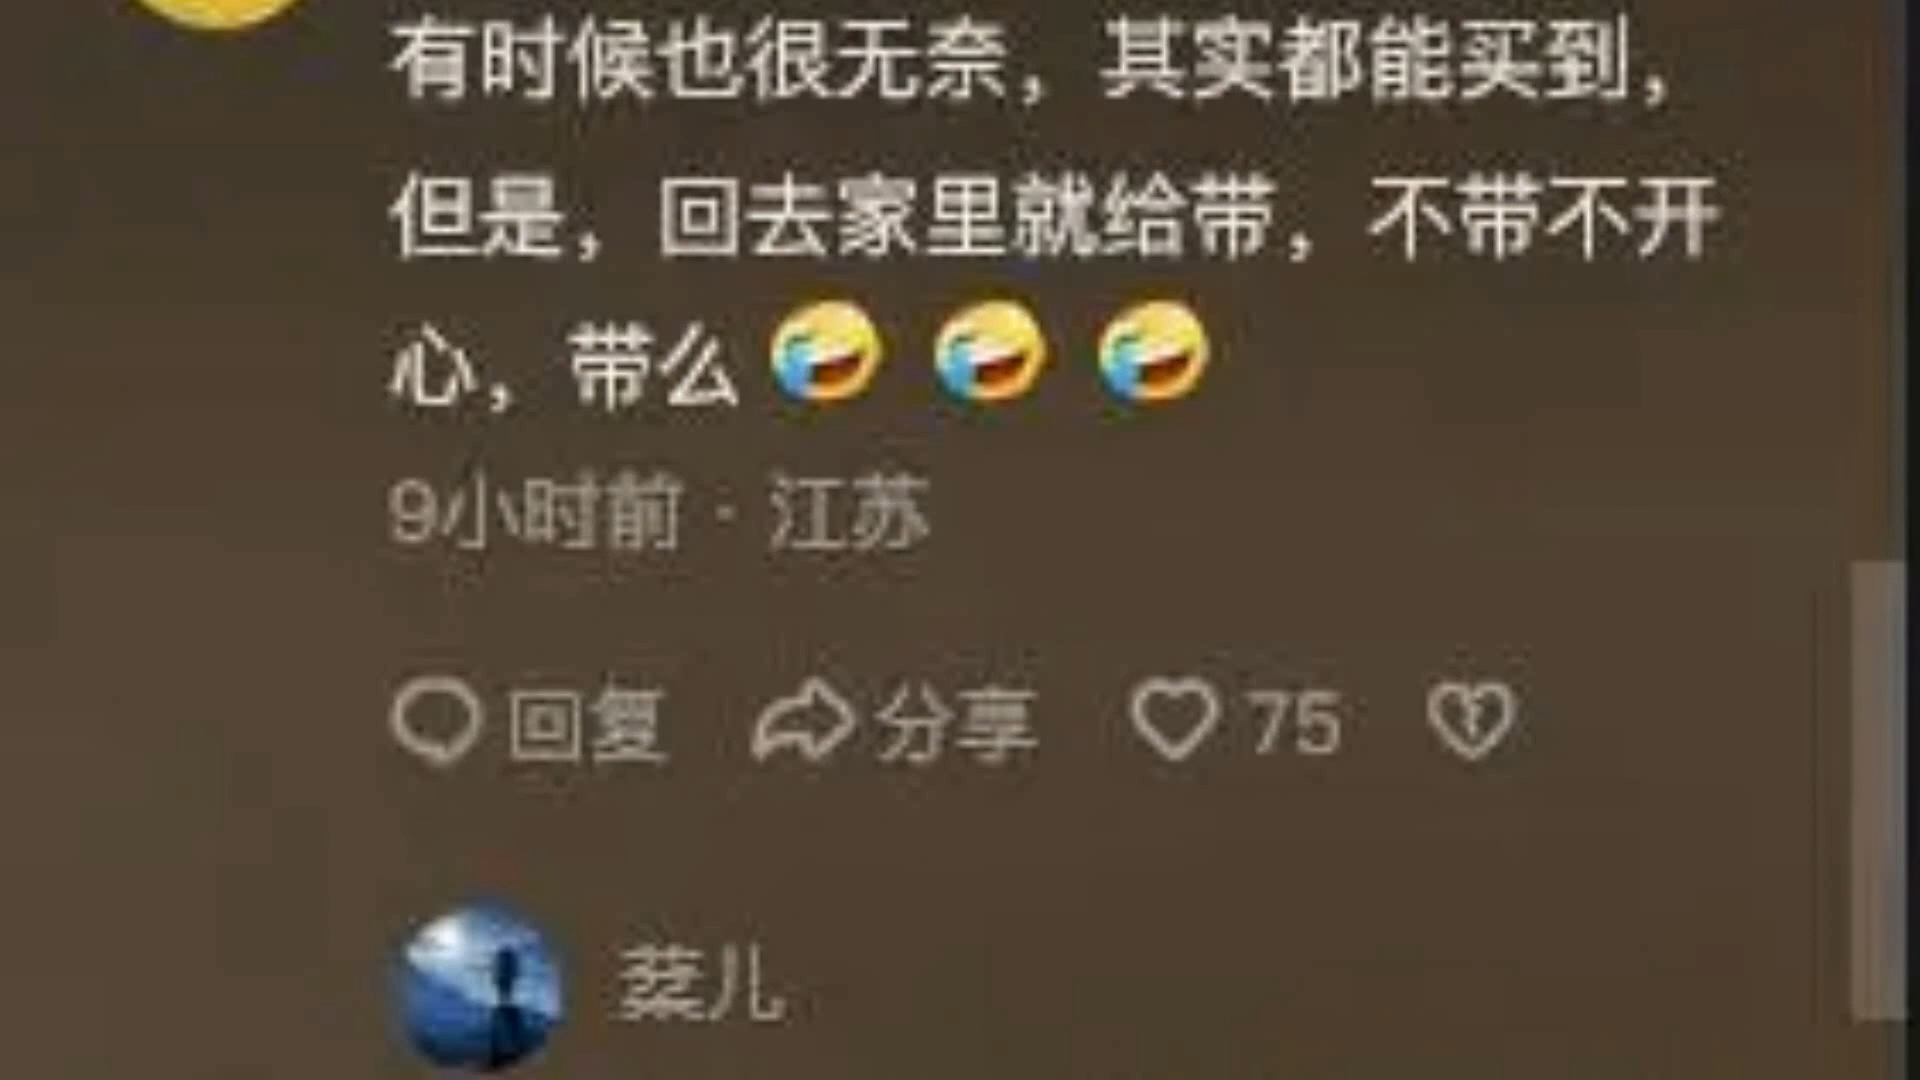 有时候也很无奈，其实都能买到，
但是，回去家里就给带，不带不开
心，带么🤣🤣🤣
9小时前 · 江苏
回复 分享 75
儿